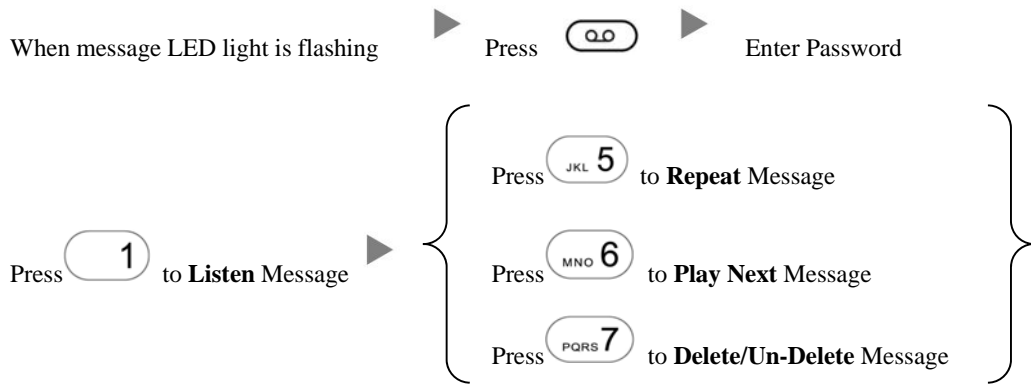 When message LED light is flashing Press Enter Password
Press JKL 5 to Repeat Message
Press 1 to Listen Message
Press MNO 6 to Play Next Message
Press PQRS 7 to Delete/Un-Delete Message